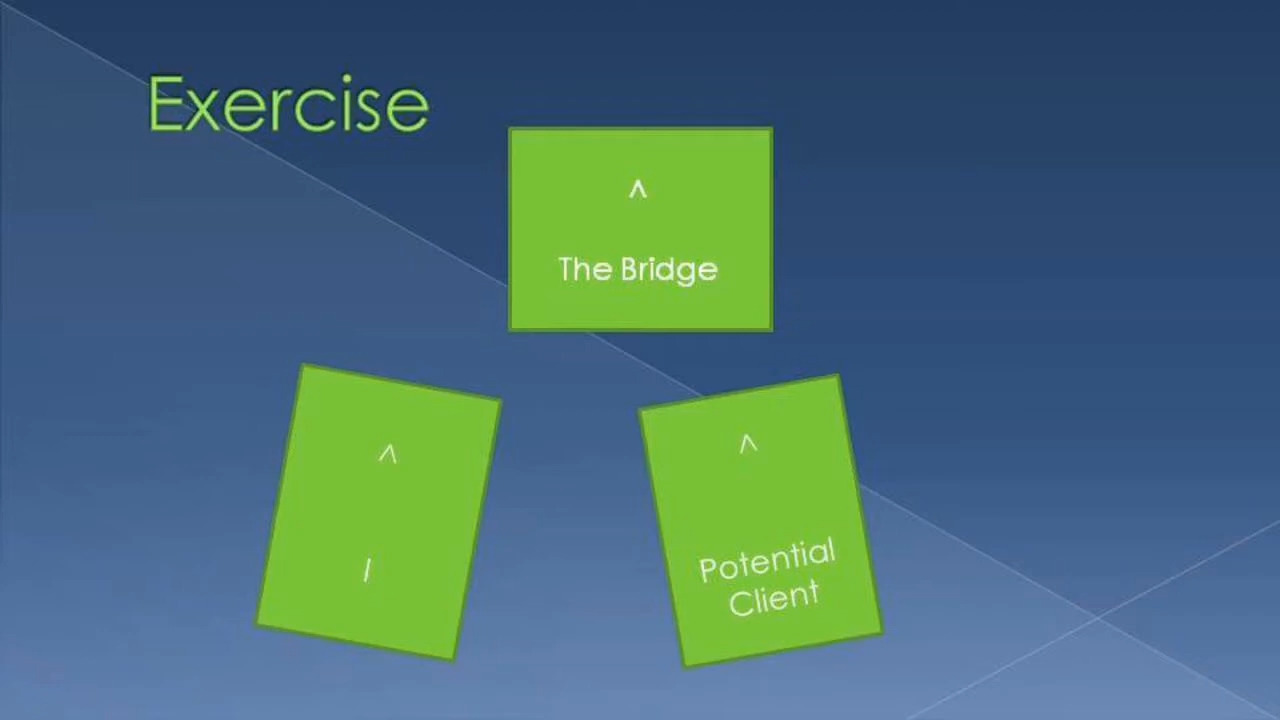 Exercise
^
The Bridge
^
I
^
Potential
Client